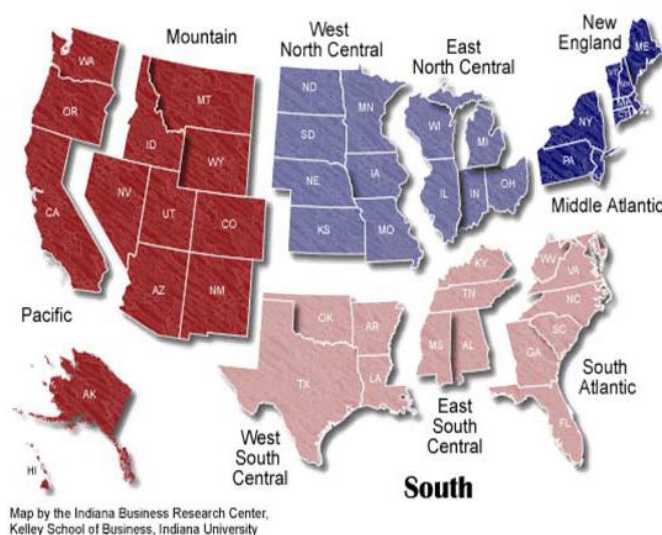 Mountain
West
North Central
East
North Central
New
England
WA
OR
CA
MT
ID
WY
NV
UT
CO
AZ
NM
ND
SD
NE
KS
MN
IA
MO
WI
MI
IL
IN
OH
ME
VT
NH
MA
NY
PA
Middle Atlantic
Pacific
AK
HI
OK
AR
TX
LA
KY
TN
MS
AL
WV
VA
NC
SC
GA
FL
West
South
Central
East
South
Central
South
Atlantic
South
Map by the Indiana Business Research Center,
Kelley School of Business, Indiana University